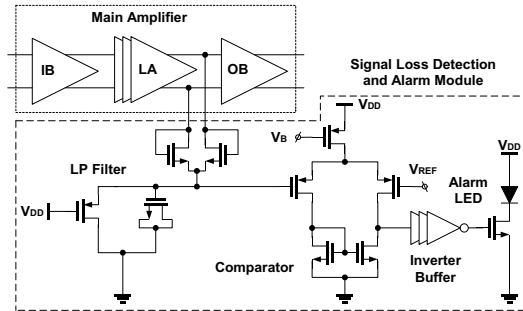 Main Amplifier
IB
LA
OB
Signal Loss Detection
and Alarm Module
VDD
VB
VDD
LP Filter
VREF
Alarm
LED
VDD
Comparator
Inverter
Buffer